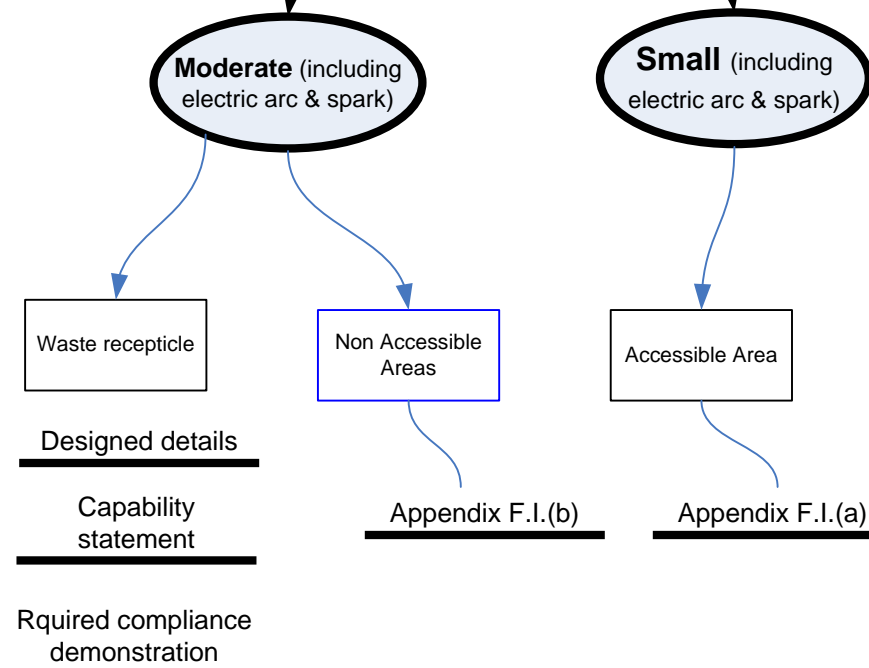 Moderate (including
electric arc & spark)
Small (including
electric arc & spark)
Waste recepticle
Non Accessible
Areas
Accessible Area
Designed details
Capability
statement
Appendix F.I.(b)
Appendix F.I.(a)
Rquired compliance
demonstration